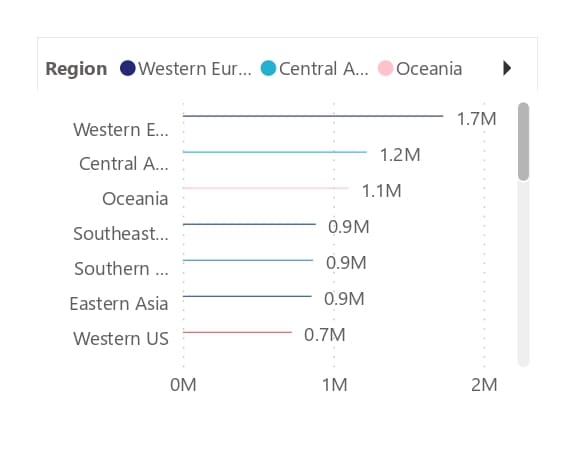 Region Western Eur... Central A... Oceania
Western E... 1.7M
Central A... 1.2M
Oceania 1.1M
Southeast... 0.9M
Southern ... 0.9M
Eastern Asia 0.9M
Western US 0.7M
0M 1M 2M